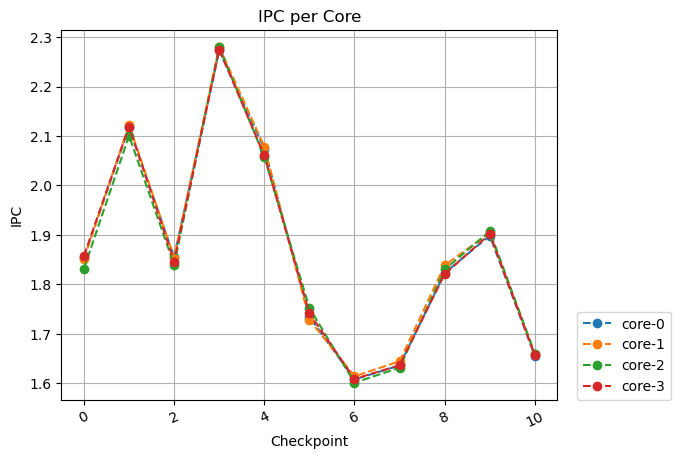 IPC per Core
IPC
2.3
2.2
2.1
2.0
1.9
1.8
1.7
1.6
0 2 4 6 8 10
Checkpoint
core-0
core-1
core-2
core-3